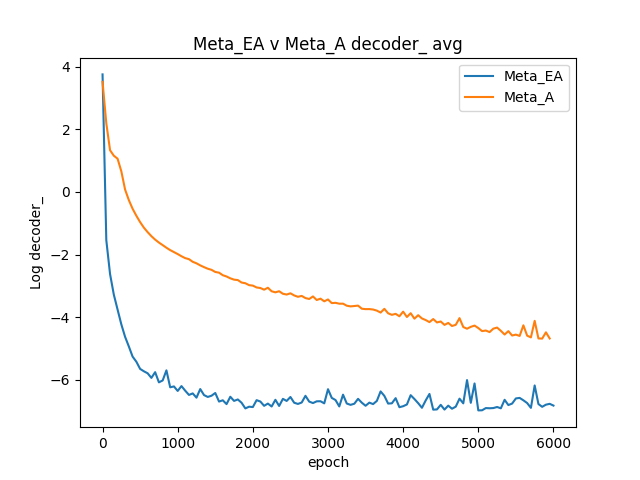 Meta_EA v Meta_A decoder_ avg
Meta_EA
Meta_A
Log decoder_
4
2
0
−2
−4
−6
0 1000 2000 3000 4000 5000 6000
epoch